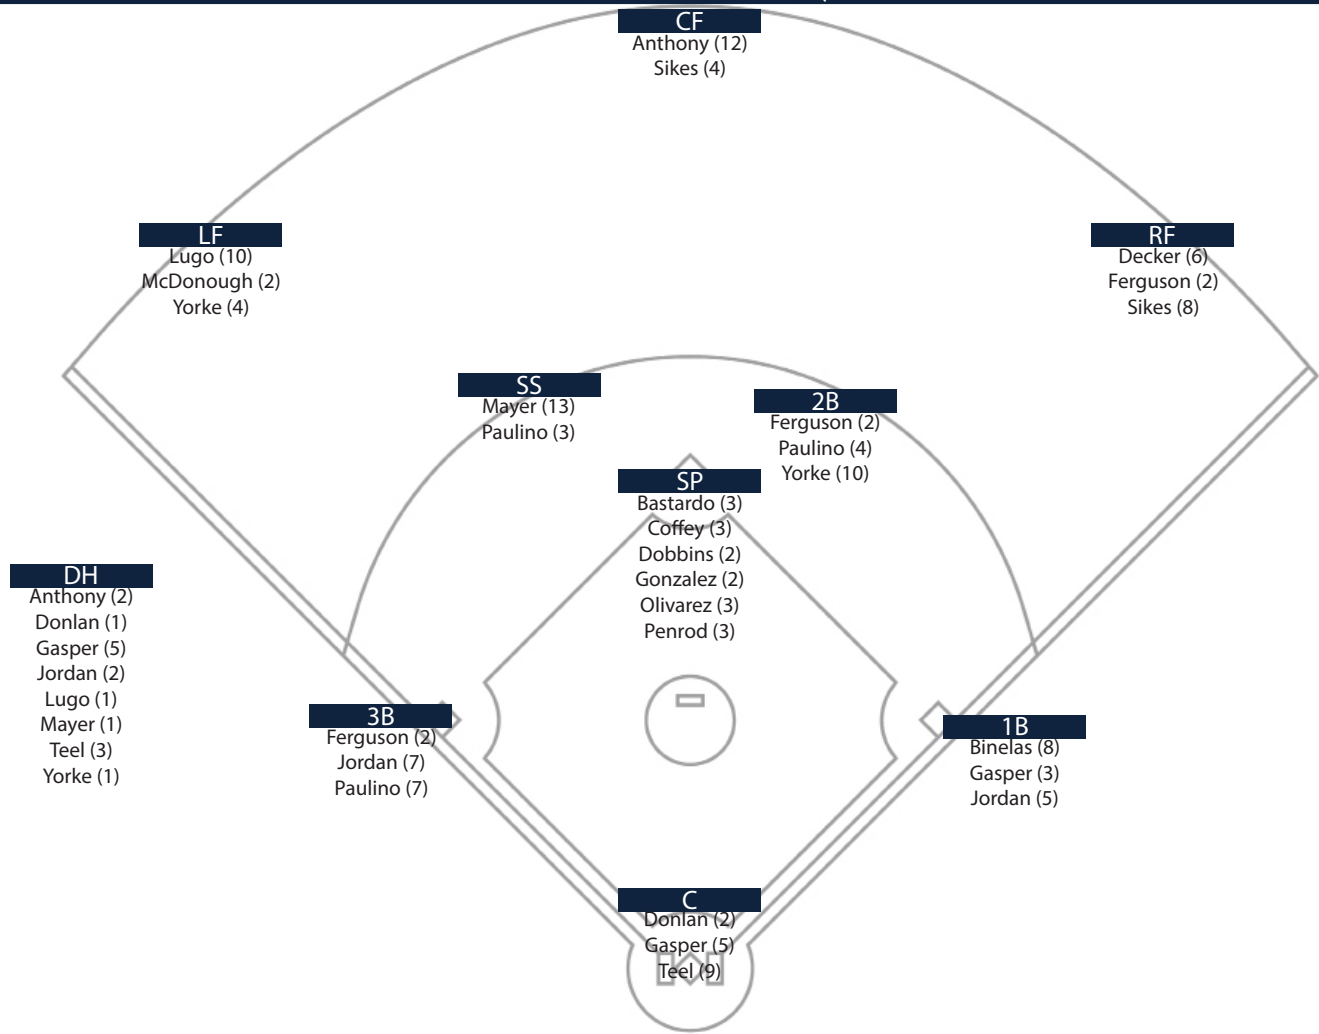 CF
Anthony (12)
Sikes (4)
LF
Lugo (10)
McDonough (2)
Yorke (4)
RF
Decker (6)
Ferguson (2)
Sikes (8)
SS
Mayer (13)
Paulino (3)
2B
Ferguson (2)
Paulino (4)
Yorke (10)
SP
Bastardo (3)
Coffey (3)
Dobbins (2)
Gonzalez (2)
Olivarez (3)
Penrod (3)
DH
Anthony (2)
Donlan (1)
Gasper (5)
Jordan (2)
Lugo (1)
Mayer (1)
Teel (3)
Yorke (1)
3B
Ferguson (2)
Jordan (7)
Paulino (7)
1B
Binelas (8)
Gasper (3)
Jordan (5)
C
Donlan (2)
Gasper (5)
Teel (9)